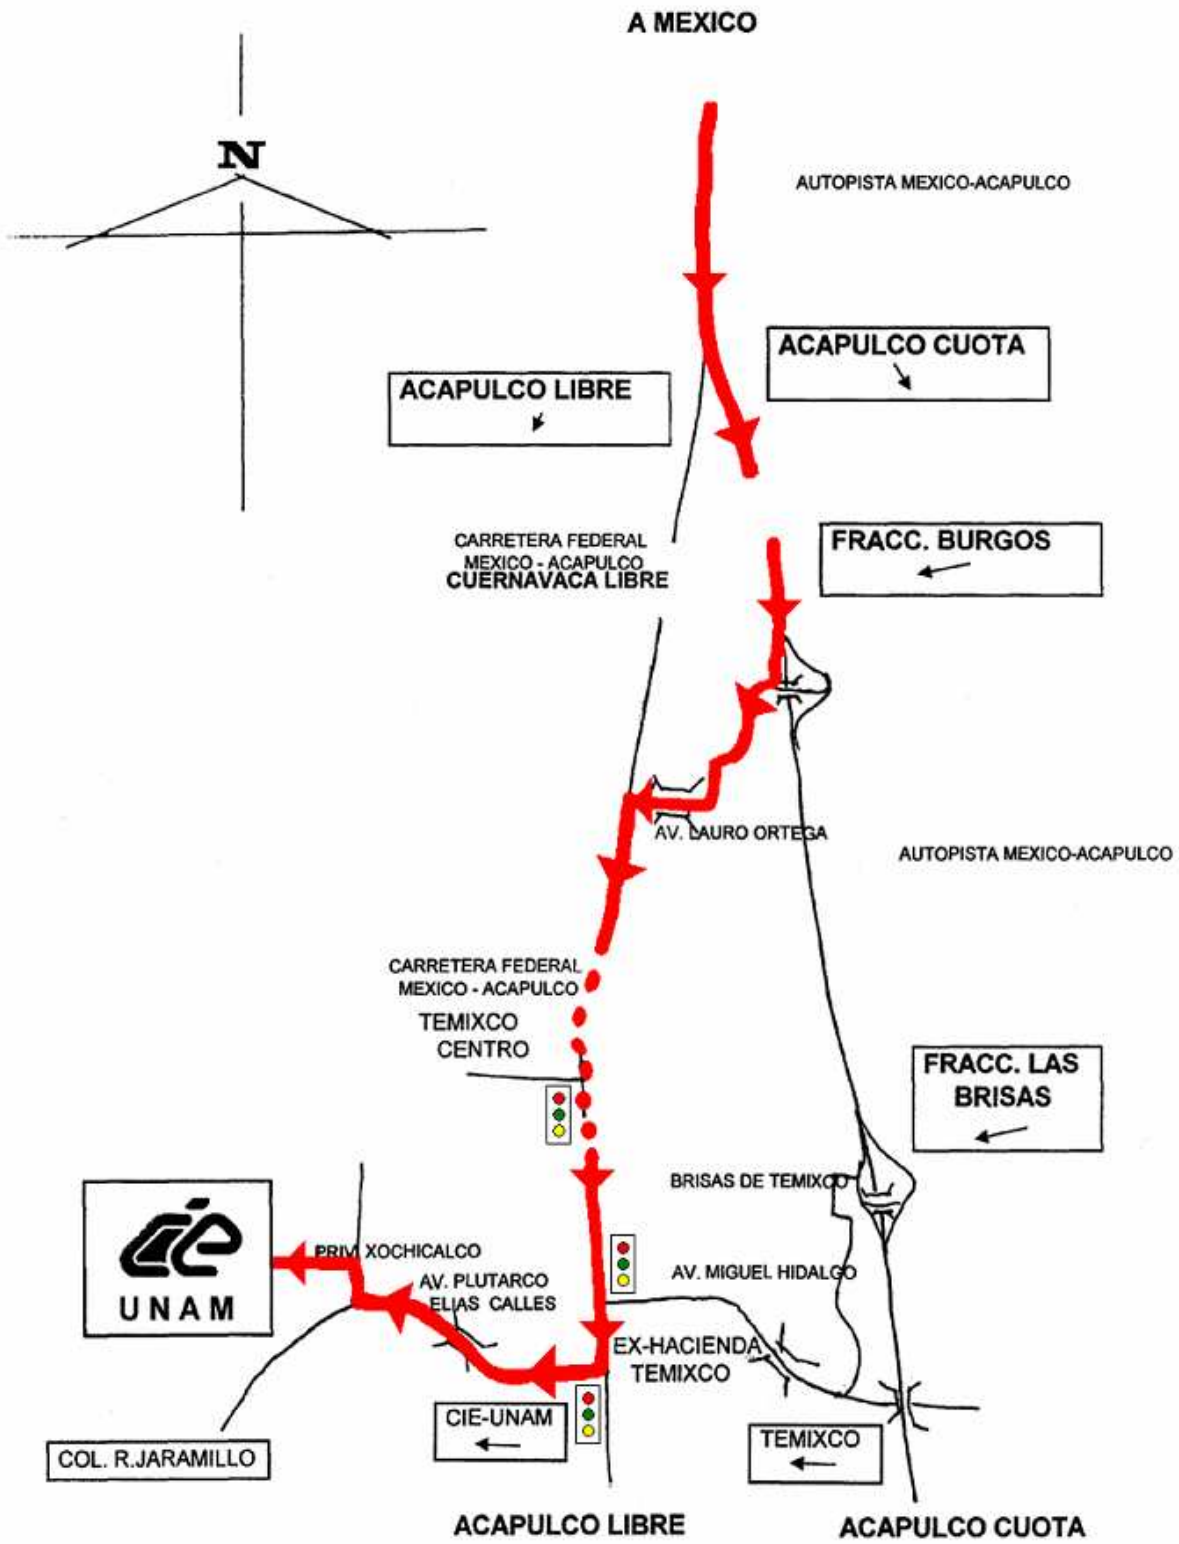 A MEXICO
N
AUTOPISTA MEXICO-ACAPULCO
ACAPULCO CUOTA
ACAPULCO LIBRE
CARRETERA FEDERAL
MEXICO - ACAPULCO
CUERNAVACA LIBRE
FRACC. BURGOS
AV. LAURO ORTEGA
AUTOPISTA MEXICO-ACAPULCO
CARRETERA FEDERAL
MEXICO - ACAPULCO
TEMIXCO
CENTRO
FRACC. LAS
BRISAS
BRISAS DE TEMIXCO
cie
UNAM
PRIV. XOCHICALCO
AV. PLUTARCO
ELIAS CALLES
AV. MIGUEL HIDALGO
EX-HACIENDA
TEMIXCO
CIE-UNAM
TEMIXCO
COL. R.JARAMILLO
ACAPULCO LIBRE
ACAPULCO CUOTA